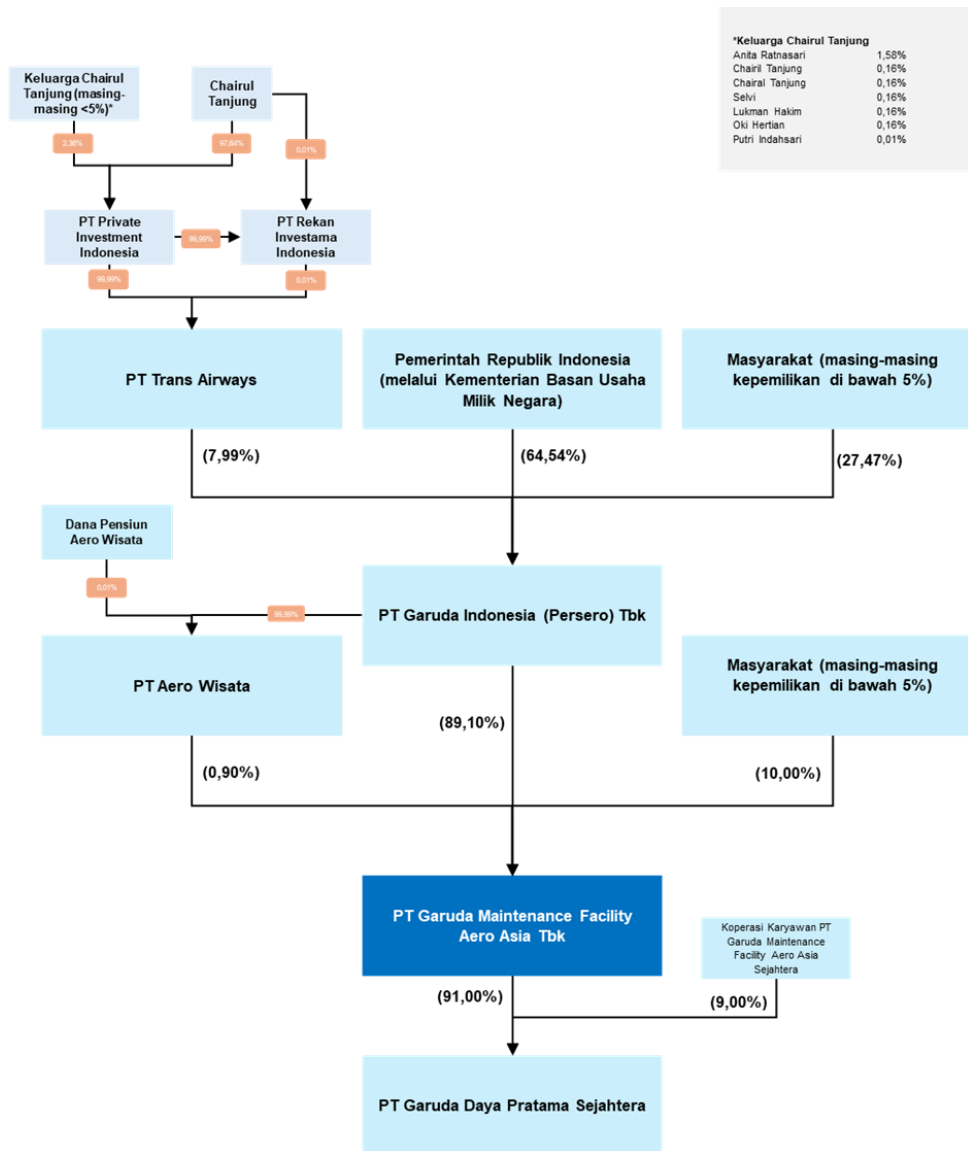 *Keluarga Chairul Tanjung
Anita Ratnasari 1,58%
Chairil Tanjung 0,16%
Chairal Tanjung 0,16%
Selvi 0,16%
Lukman Hakim 0,16%
Oki Hertian 0,16%
Putri Indahsari 0,01%
Keluarga Chairul
Tanjung (masing-
masing <5%)*
Chairul
Tanjung
2,36%
97,64%
0,01%
PT Private
Investment
Indonesia
99,99%
PT Rekan
Investama
Indonesia
99,99%
0,01%
PT Trans Airways
Pemerintah Republik Indonesia
(melalui Kementerian Basan Usaha
Milik Negara)
Masyarakat (masing-masing
kepemilikan di bawah 5%)
(7,99%)
(64,54%)
(27,47%)
Dana Pensiun
Aero Wisata
0,01%
99,99%
PT Garuda Indonesia (Persero) Tbk
PT Aero Wisata
Masyarakat (masing-masing
kepemilikan di bawah 5%)
(89,10%)
(0,90%)
(10,00%)
PT Garuda Maintenance Facility
Aero Asia Tbk
Koperasi Karyawan PT
Garuda Maintenance
Facility Aero Asia
Sejahtera
(91,00%)
(9,00%)
PT Garuda Daya Pratama Sejahtera